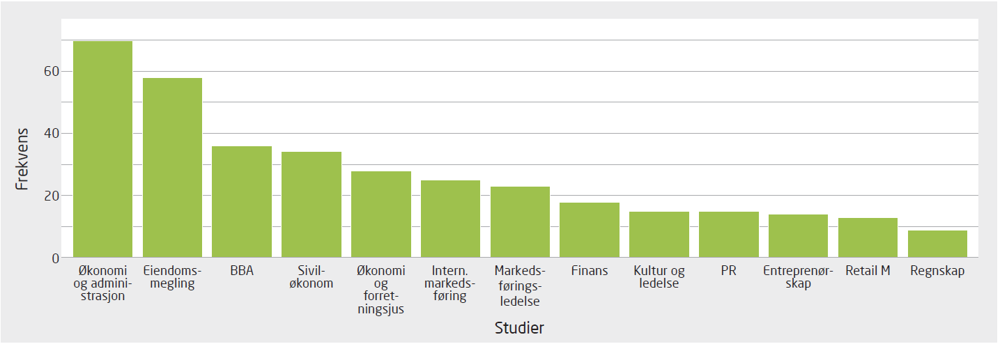 60
40
20
0
Frekvens
Økonomi
og admini-
strasjon
Eiendoms-
megling
BBA
Sivil-
økonom
Økonomi
og
forret-
ningsjus
Intern.
markeds-
føring
Markeds-
førings-
ledelse
Finans
Kultur og
ledelse
PR
Entreprenør-
skap
Retail M
Regnskap
Studier